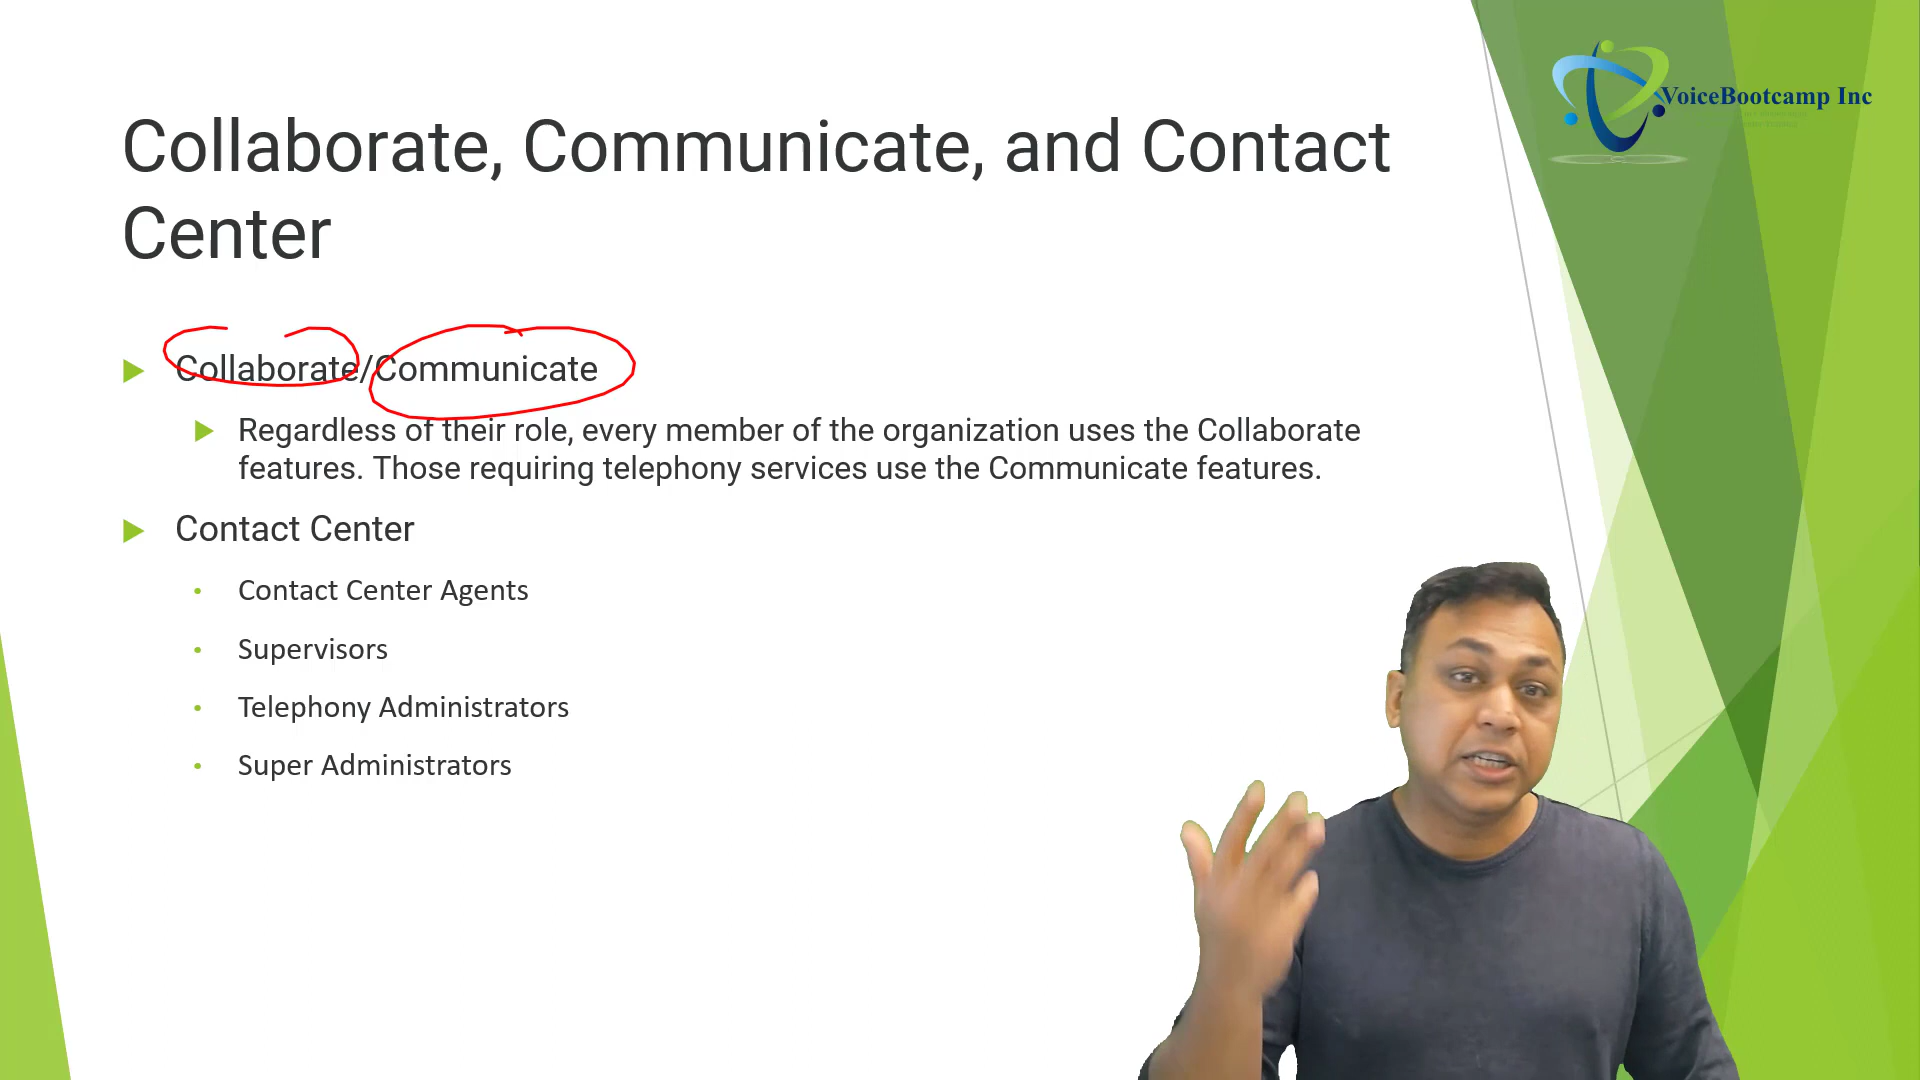 VoiceBootcamp Inc
Collaborate, Communicate, and Contact
Center
Collaborate/Communicate
Regardless of their role, every member of the organization uses the Collaborate
features. Those requiring telephony services use the Communicate features.
Contact Center
Contact Center Agents
Supervisors
Telephony Administrators
Super Administrators